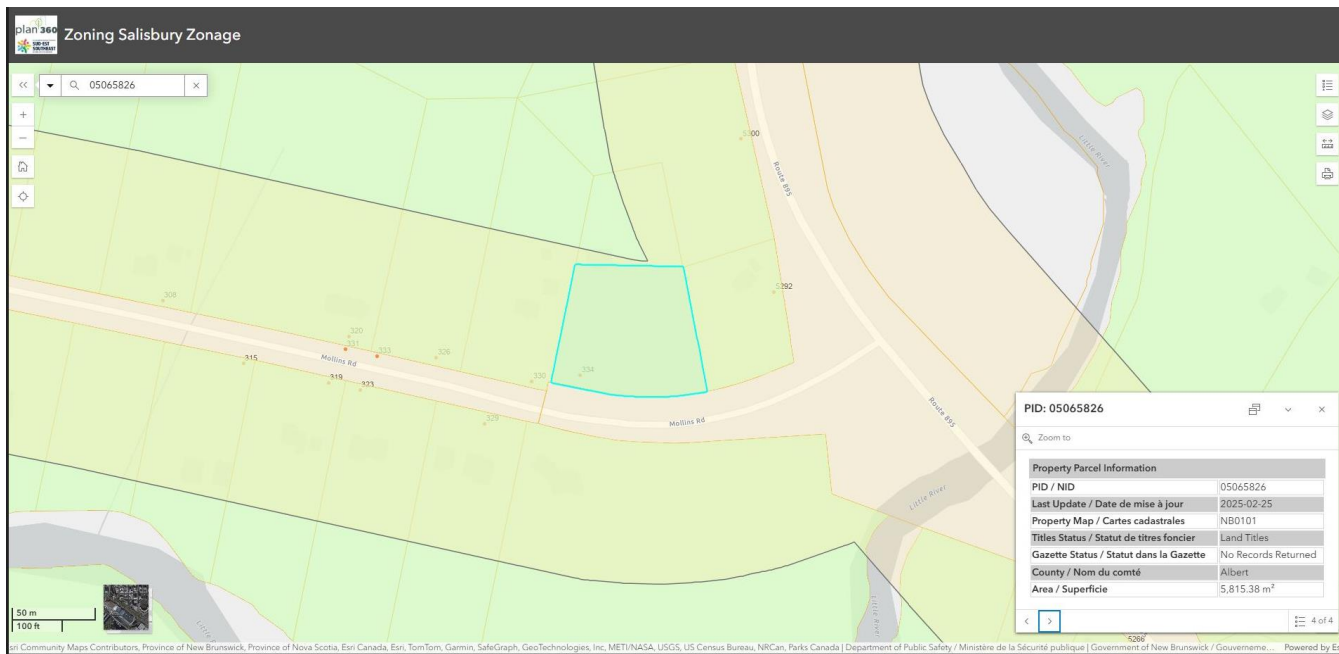 plan 360
SUD-EST
SOUTHEAST
Zoning Salisbury Zonage
05065826
5300
Route 895
Little River
308
320
331
333
326
5292
315
Mollins Rd
319
323
330
334
329
Mollins Rd
Route 895
Little River
PID: 05065826
Zoom to
Property Parcel Information
PID / NID 05065826
Last Update / Date de mise à jour 2025-02-25
Property Map / Cartes cadastrales NB0101
Titles Status / Statut de titres foncier Land Titles
Gazette Status / Statut dans la Gazette No Records Returned
County / Nom du comté Albert
Area / Superficie 5,815.38 m²
4 of 4
50 m
100 ft
5266
sri Community Maps Contributors, Province of New Brunswick, Province of Nova Scotia, Esri Canada, Esri, TomTom, Garmin, SafeGraph, GeoTechnologies, Inc, METI/NASA, USGS, US Census Bureau, NRCan, Parks Canada | Department of Public Safety / Ministère de la Sécurité publique | Government of New Brunswick / Gouverneme... Powered by Es